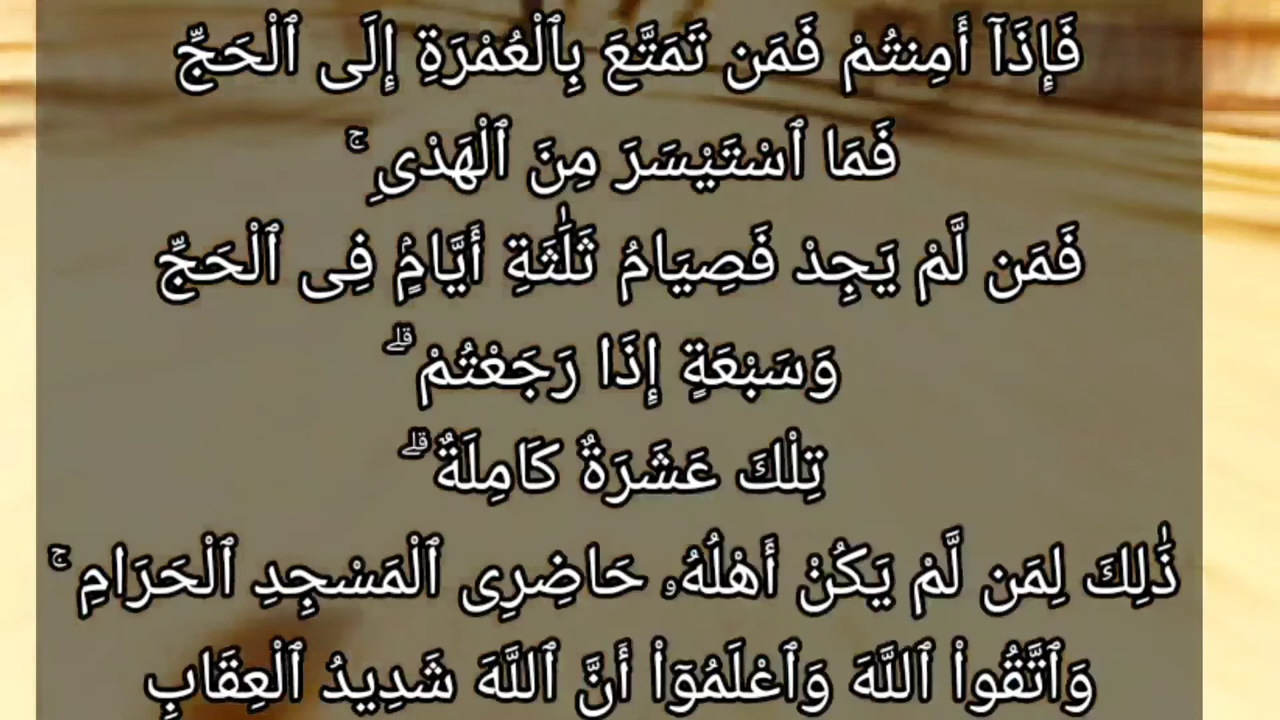 فَإِذَآ أَمِنتُمْ فَمَن تَمَتَّعَ بِٱلْعُمْرَةِ إِلَى ٱلْحَجِّ
فَمَا ٱسْتَيْسَرَ مِنَ ٱلْهَدْىِ ۚ
فَمَن لَّمْ يَجِدْ فَصِيَامُ ثَلَٰثَةِ أَيَّامٍۢ فِى ٱلْحَجِّ
وَسَبْعَةٍ إِذَا رَجَعْتُمْ ۗ
تِلْكَ عَشَرَةٌ كَامِلَةٌ ۗ
ذَٰلِكَ لِمَن لَّمْ يَكُنْ أَهْلُهُۥ حَاضِرِى ٱلْمَسْجِدِ ٱلْحَرَامِ ۚ
وَٱتَّقُوا۟ ٱللَّهَ وَٱعْلَمُوٓا۟ أَنَّ ٱللَّهَ شَدِيدُ ٱلْعِقَابِ